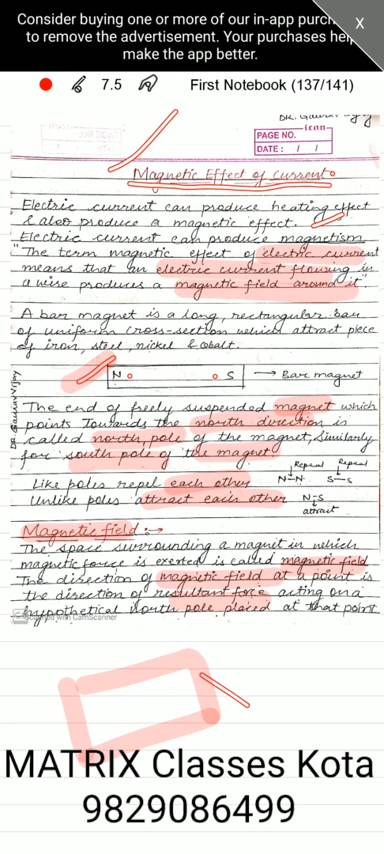 Consider buying one or more of our in-app purch
to remove the advertisement. Your purchases help
make the app better.
X
7.5 First Notebook (137/141)
DR.
icon
PAGE NO.
DATE: / /
Magnetic Effect of Current
Electric current can produce heating effect
& also produce a magnetic effect.
Electric current can produce magnetism
"The term magnetic effect of electric current
means that an electric current flowing in
a wire produces a magnetic field around it"
A bar magnet is a long, rectangular bar
of uniform cross-section which attract piece
of iron, steel, nickel & cobalt.
N S → Bar magnet
The end of freely suspended magnet which
points towards the north direction is
called north pole of the magnet, Similarly
for south pole of the magnet.
Repeal Repeal
Like poles repel each other N-N S-S
Unlike poles attract each other N-S
attract
Magnetic field :→
The space surrounding a magnet in which
magnetic force is exerted is called magnetic field
The direction of magnetic field at a point is
the direction of resultant force acting on a
hypothetical north pole placed at that point
Scanned with CamScanner
MATRIX Classes Kota
9829086499